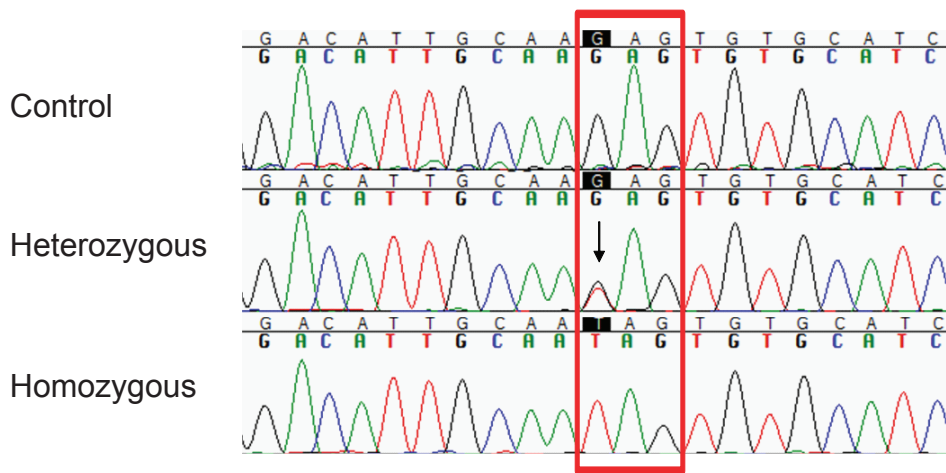 G A C A T T G C A A G A G T G T G C A T C
G A C A T T G C A A G A G T G T G C A T C
Control
G A C A T T G C A A G A G T G T G C A T C
G A C A T T G C A A G A G T G T G C A T C
Heterozygous
G A C A T T G C A A T A G T G T G C A T C
G A C A T T G C A A T A G T G T G C A T C
Homozygous